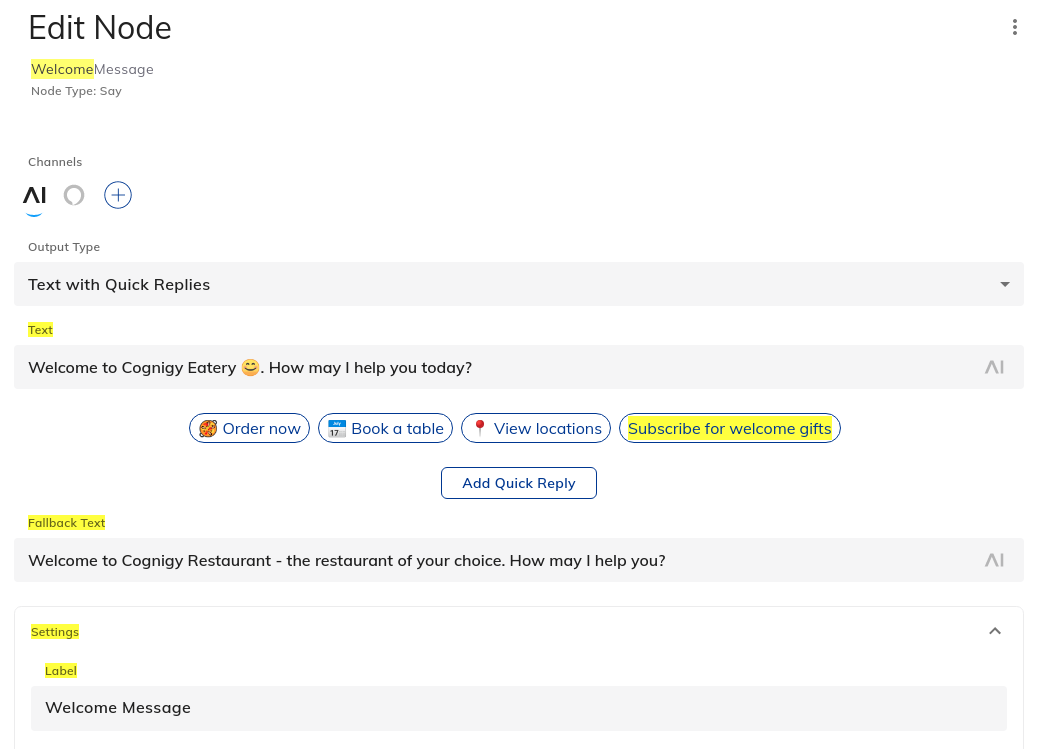 Edit Node
WelcomeMessage
Node Type: Say
Channels
AI
Output Type
Text with Quick Replies
Text
Welcome to Cognigy Eatery 😊. How may I help you today?
AI
🥘 Order now 📅 Book a table 📍 View locations Subscribe for welcome gifts
Add Quick Reply
Fallback Text
Welcome to Cognigy Restaurant - the restaurant of your choice. How may I help you?
AI
Settings
Label
Welcome Message